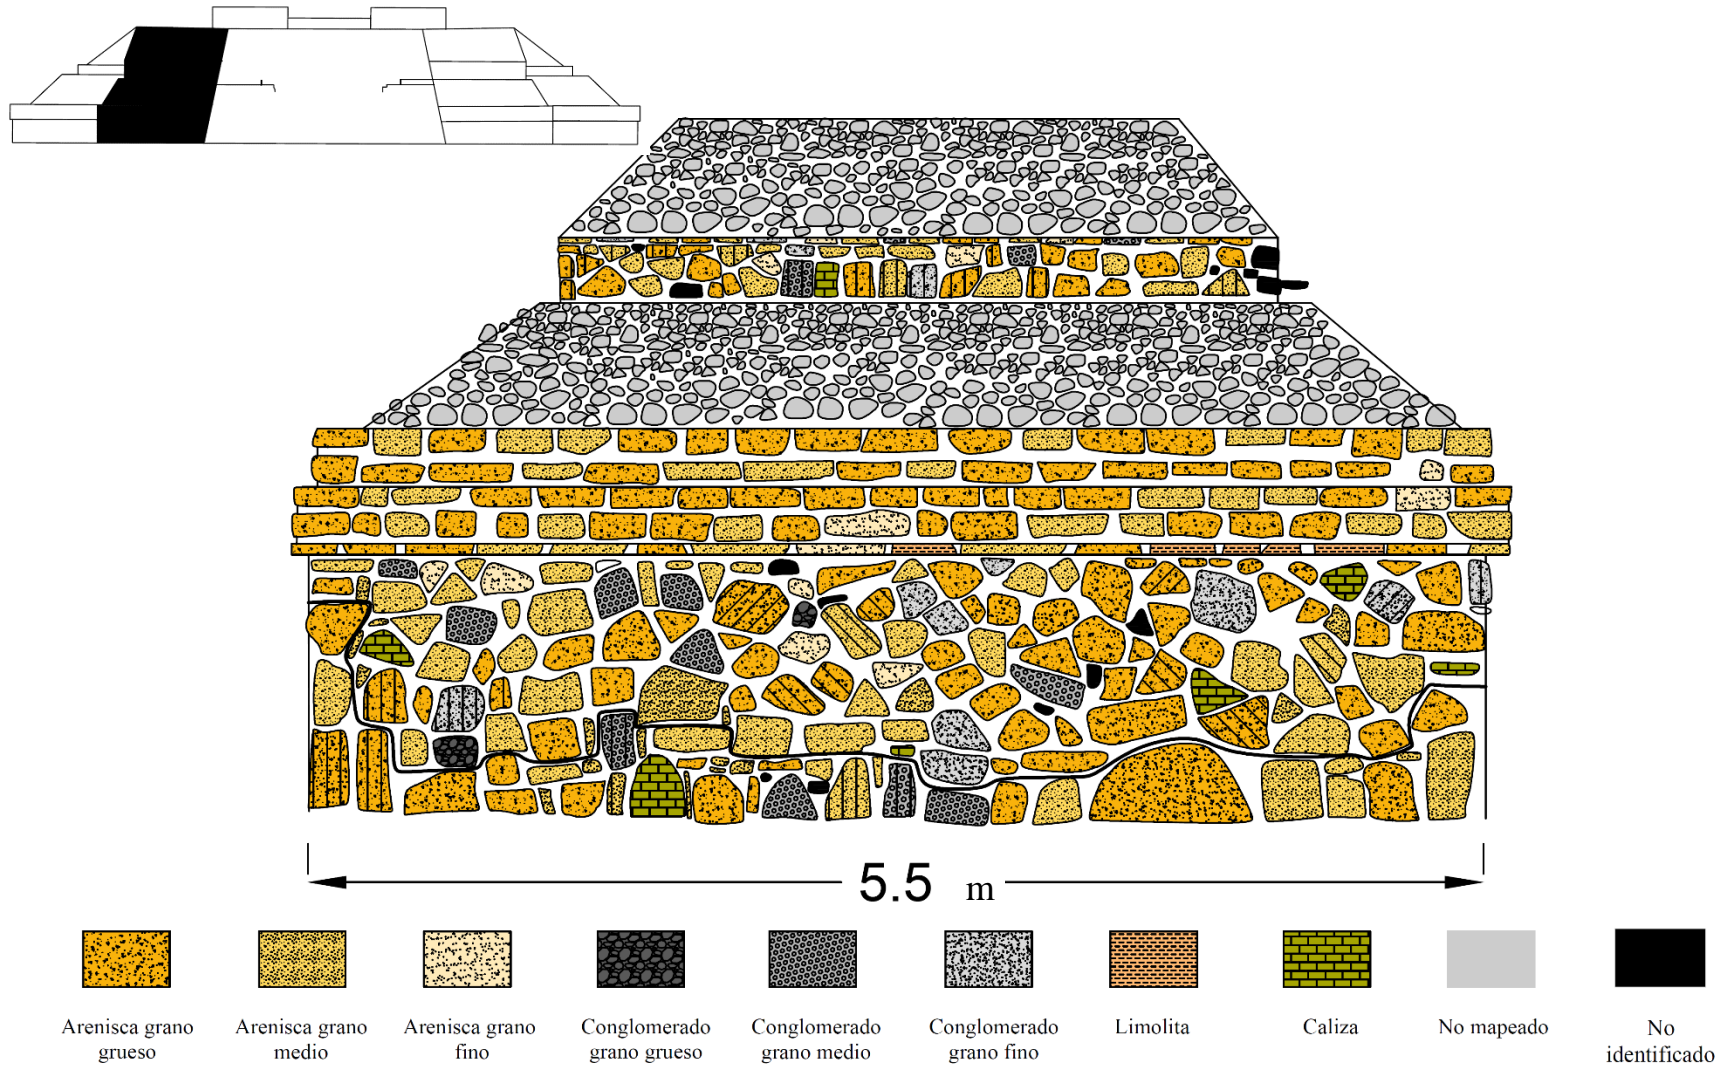 5.5 m
Arenisca grano
grueso
Arenisca grano
medio
Arenisca grano
fino
Conglomerado
grano grueso
Conglomerado
grano medio
Conglomerado
grano fino
Limolita
Caliza
No mapeado
No
identificado